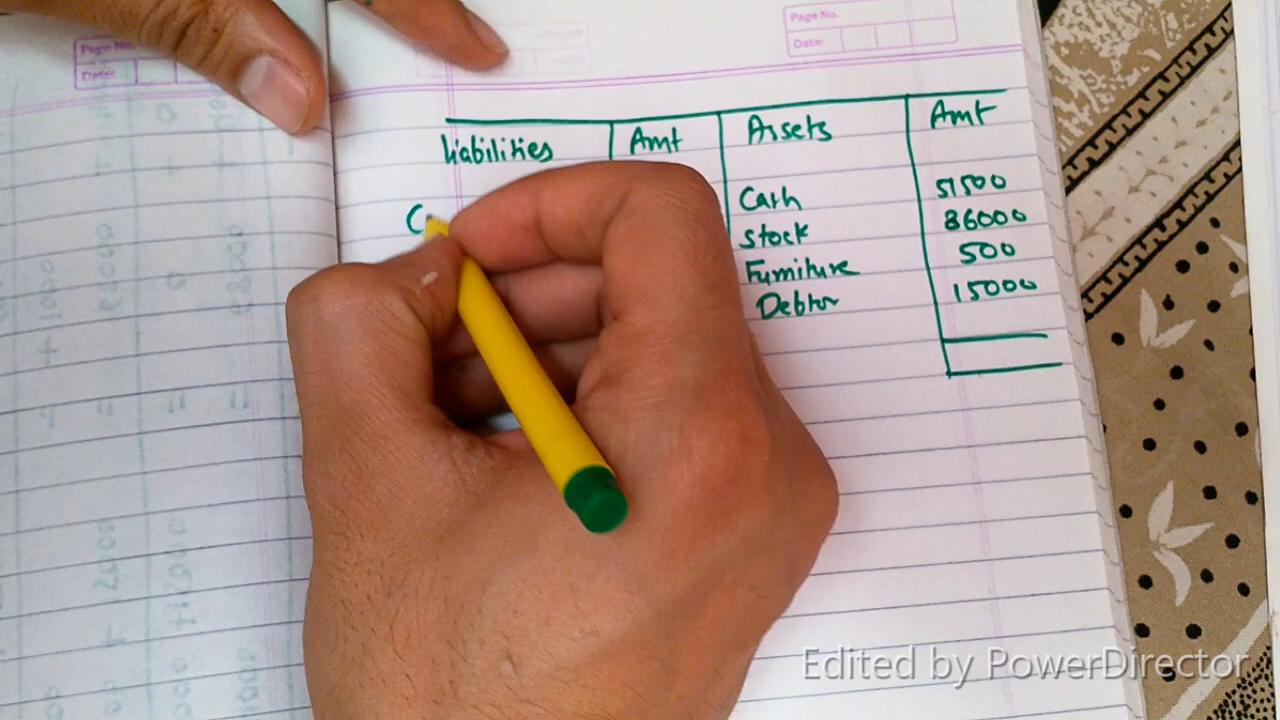 Page No.
Date:
Page No.
Date:
Liabilities Amt Assets Amt
Cash 51500
Stock 86000
Furniture 500
Debtor 15000
C
Edited by PowerDirector